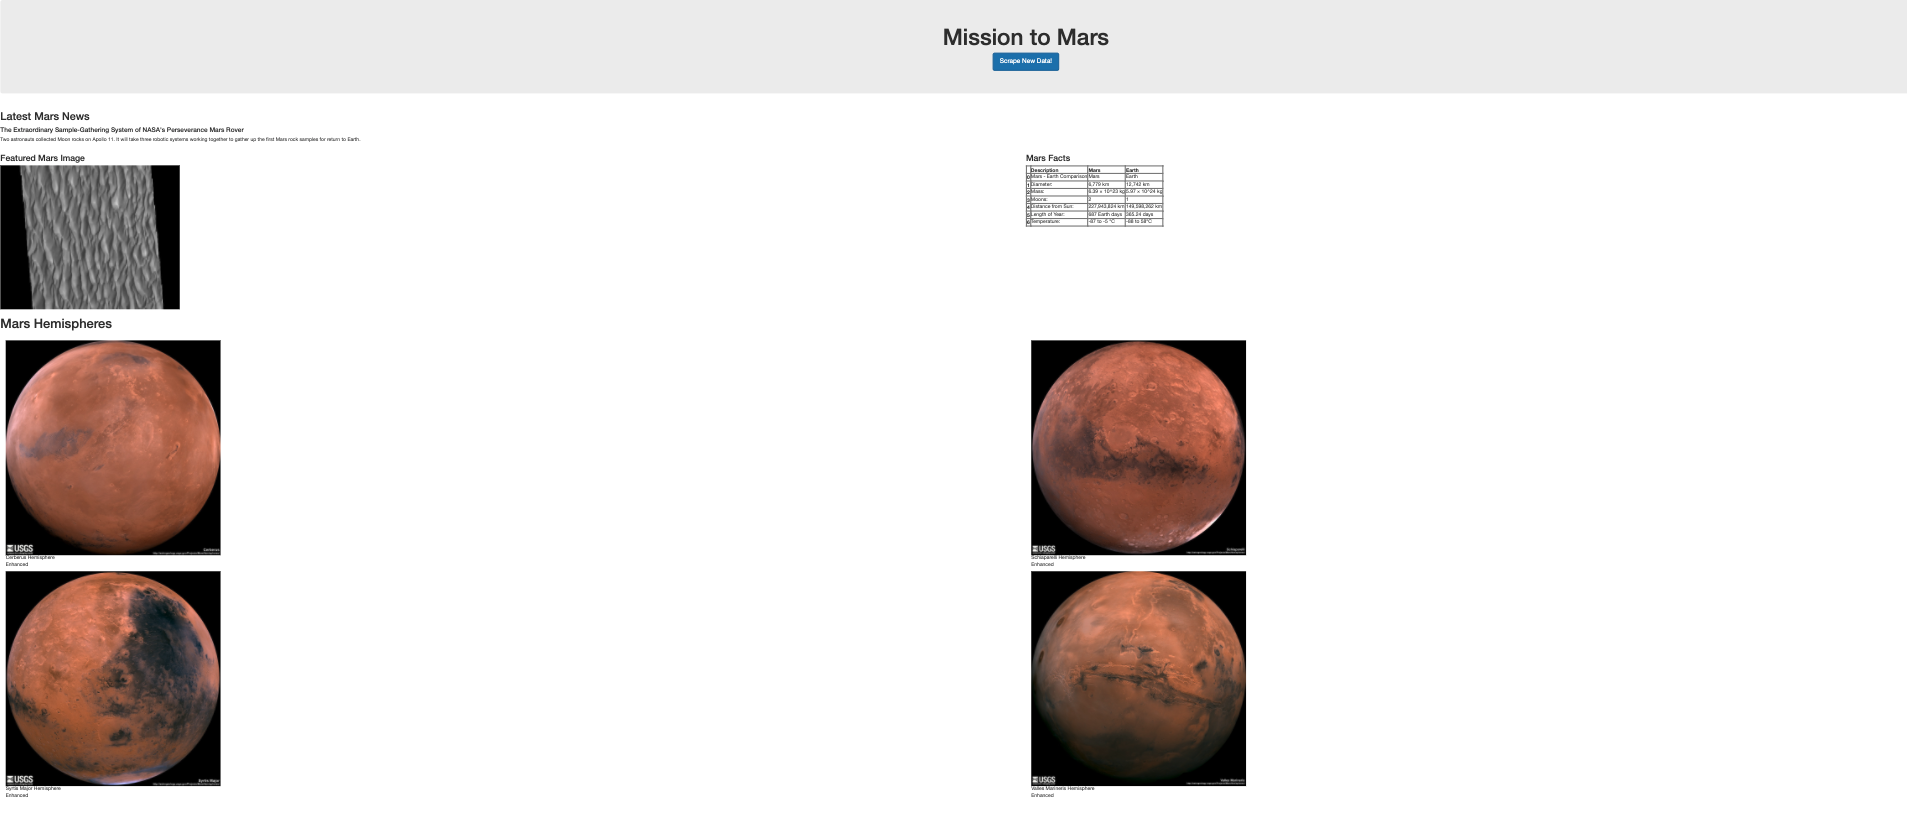 Mission to Mars
Scrape New Data!
Latest Mars News
The Extraordinary Sample-Gathering System of NASA's Perseverance Mars Rover
Two astronauts collected Moon rocks on Apollo 11. It will take three robotic systems working together to gather up the first Mars rock samples for return to Earth.
Featured Mars Image
Mars Facts
Description Mars Earth
0 Mars - Earth Comparison Mars Earth
1 Diameter: 6,779 km 12,742 km
2 Mass: 6.39 × 10^23 kg 5.97 × 10^24 kg
3 Moons: 2 1
4 Distance from Sun: 227,943,824 km 149,598,262 km
5 Length of Year: 687 Earth days 365.24 days
6 Temperature: -87 to -5 °C -88 to 58°C
Mars Hemispheres
USGS
Cerberus
Cerberus Hemisphere
Enhanced
USGS
Schiaparelli
Schiaparelli Hemisphere
Enhanced
USGS
Syrtis Major
Syrtis Major Hemisphere
Enhanced
USGS
Valles Marineris
Valles Marineris Hemisphere
Enhanced